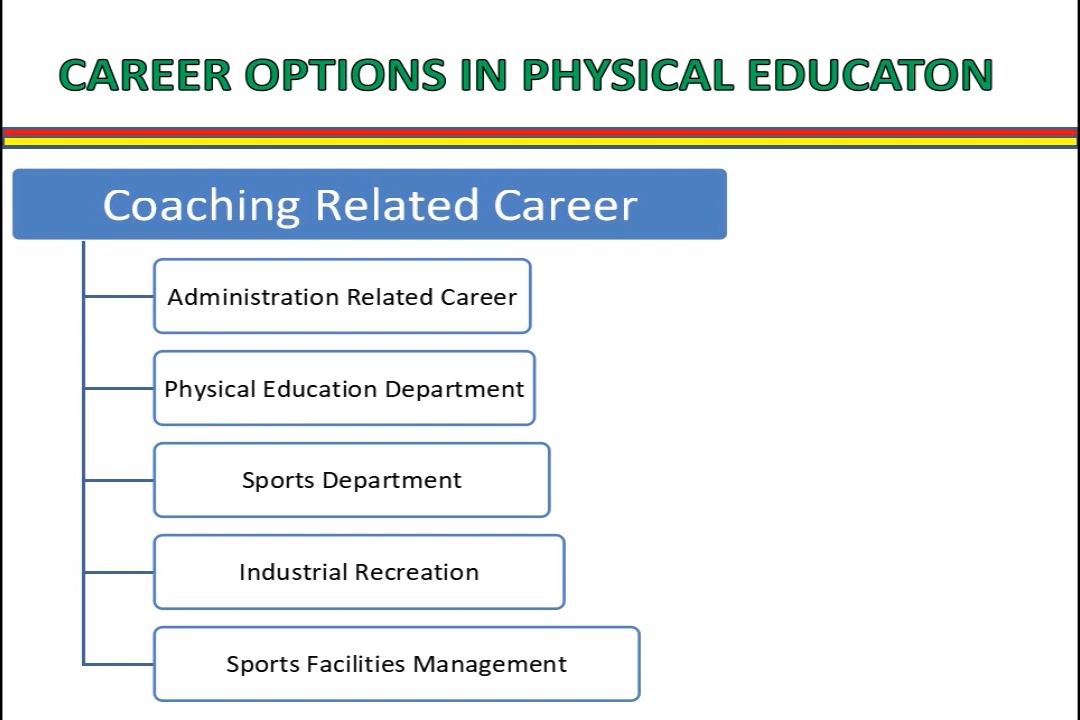 CAREER OPTIONS IN PHYSICAL EDUCATON
Coaching Related Career
Administration Related Career
Physical Education Department
Sports Department
Industrial Recreation
Sports Facilities Management